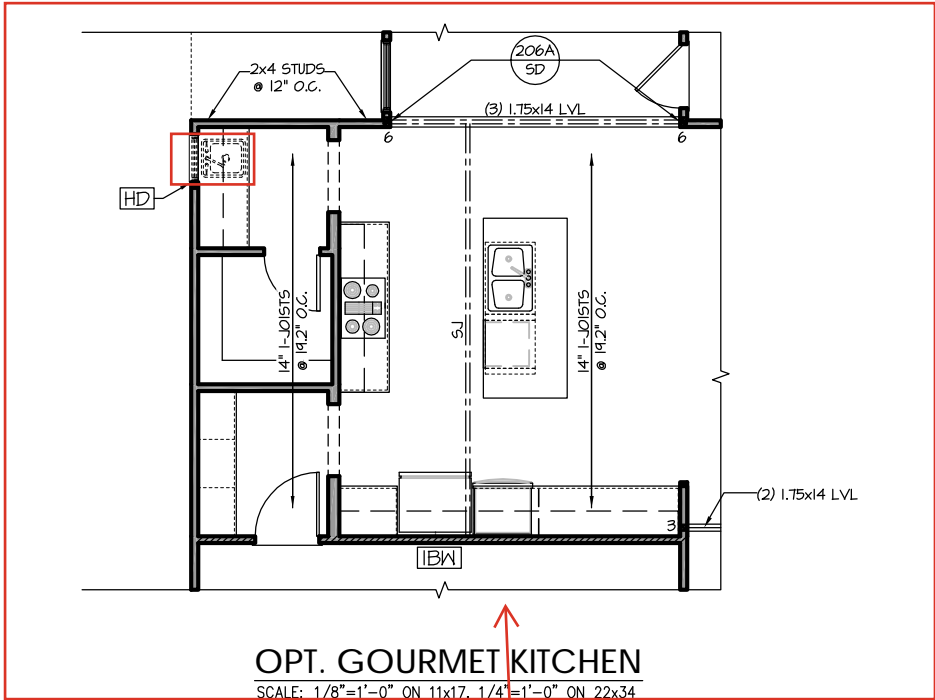 206A
SD
2x4 STUDS
@ 12" O.C.
(3) 1.75x14 LVL
6
6
HD
14" I-JOISTS
@ 19.2" O.C.
SJ
14" I-JOISTS
@ 19.2" O.C.
(2) 1.75x14 LVL
3
IBW
OPT. GOURMET KITCHEN
SCALE: 1/8"=1'-0" ON 11x17, 1/4"=1'-0" ON 22x34